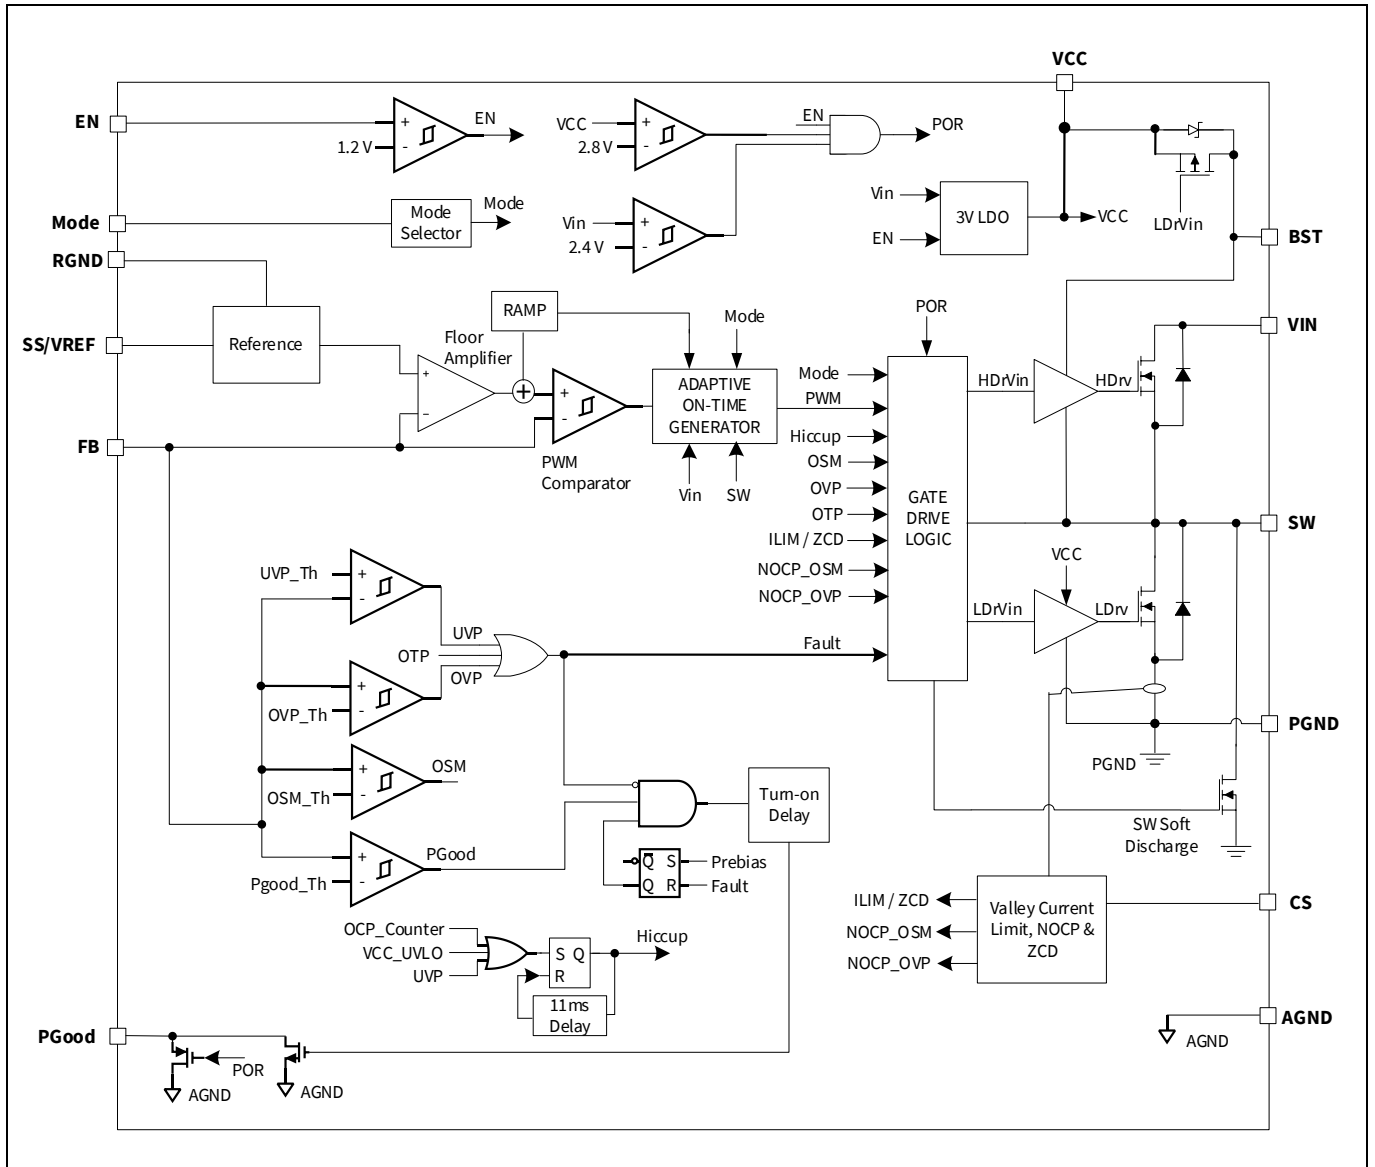 VCC
EN
+
-
1.2 V
EN
VCC
2.8 V
+
-
EN
POR
Mode
Mode
Selector
Mode
Vin
2.4 V
+
-
Vin
EN
3V LDO
VCC
LDrVin
BST
RGND
SS/VREF
Reference
Floor
Amplifier
+
-
RAMP
+
+
-
PWM
Comparator
Mode
ADAPTIVE
ON-TIME
GENERATOR
Vin
SW
FB
POR
Mode
PWM
Hiccup
OSM
OVP
OTP
ILIM / ZCD
NOCP_OSM
NOCP_OVP
Fault
GATE
DRIVE
LOGIC
HDrVin
HDrv
VIN
SW
VCC
LDrVin
LDrv
PGND
PGND
SW Soft
Discharge
UVP_Th
+
-
UVP
OTP
OVP
+
OVP_Th
-
+
OSM_Th
-
OSM
+
Pgood_Th
-
PGood
Turn-on
Delay
Q S
Q R
Prebias
Fault
OCP_Counter
VCC_UVLO
UVP
S Q
R
11ms
Delay
Hiccup
ILIM / ZCD
NOCP_OSM
NOCP_OVP
Valley Current
Limit, NOCP &
ZCD
CS
AGND
AGND
PGood
POR
AGND
AGND